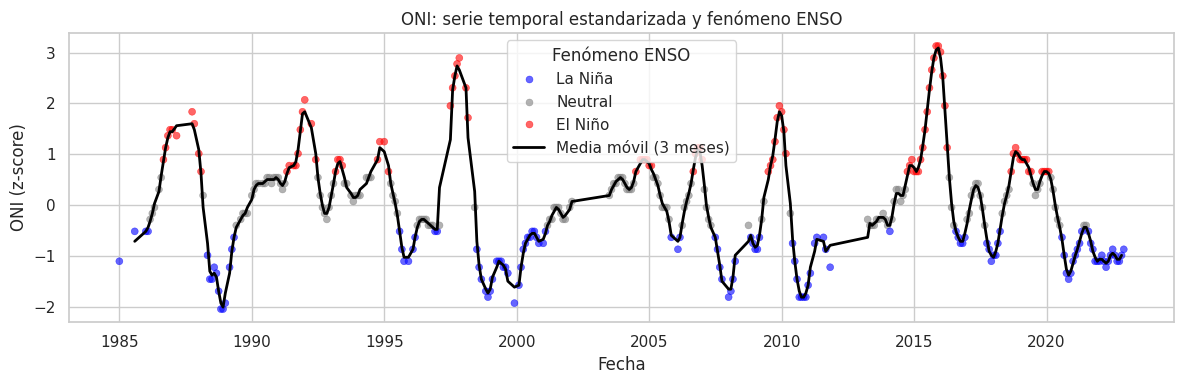 ONI: serie temporal estandarizada y fenómeno ENSO
Fenómeno ENSO
La Niña
Neutral
El Niño
Media móvil (3 meses)
ONI (z-score)
3
2
1
0
−1
−2
1985 1990 1995 2000 2005 2010 2015 2020
Fecha